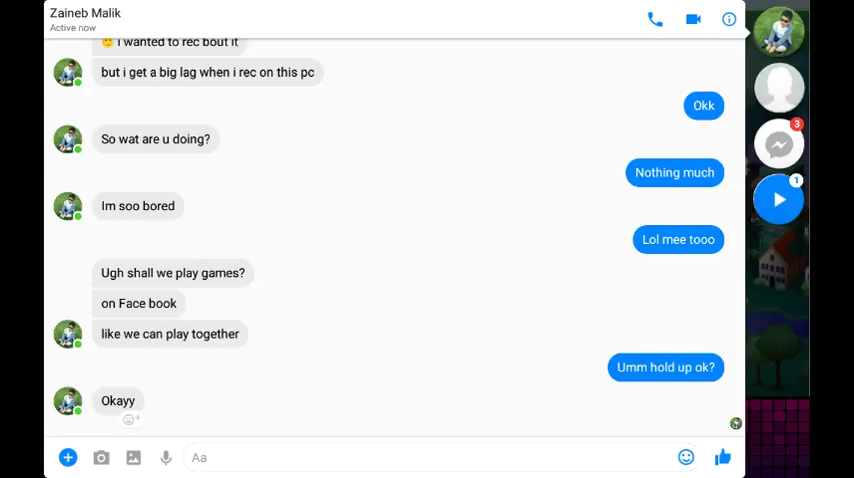 Zaineb Malik
Active now
i wanted to rec bout it
but i get a big lag when i rec on this pc
Okk
So wat are u doing?
Nothing much
Im soo bored
Lol mee tooo
Ugh shall we play games?
on Face book
like we can play together
Umm hold up ok?
Okayy
Aa
3
1